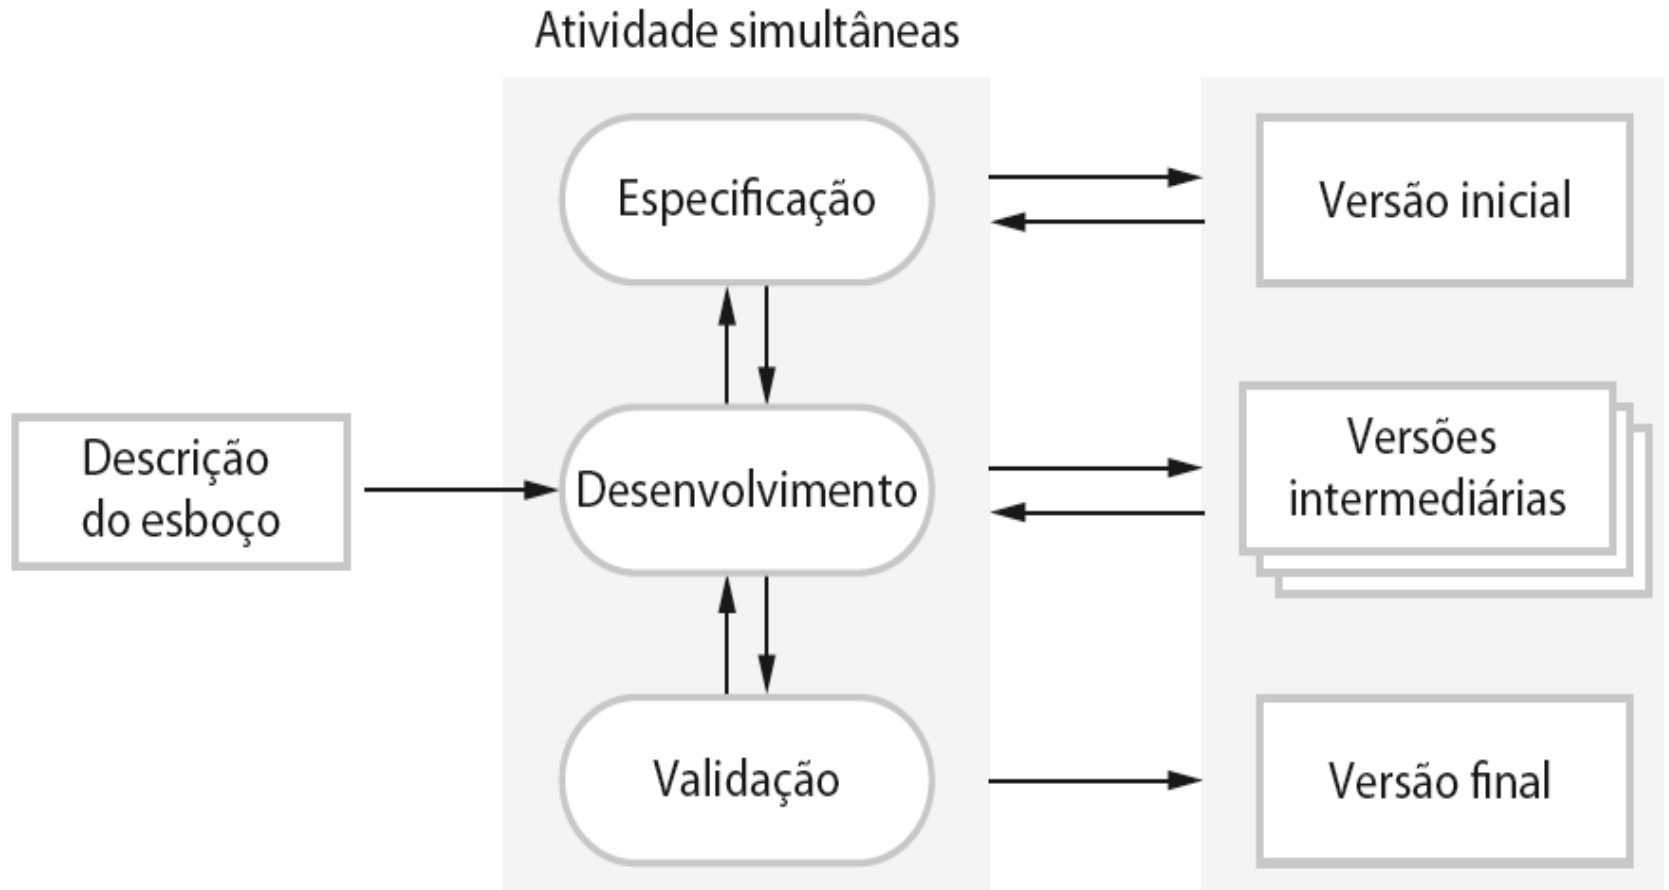 Atividade simultâneas
Especificação
Versão inicial
Descrição
do esboço
Desenvolvimento
Versões
intermediárias
Validação
Versão final